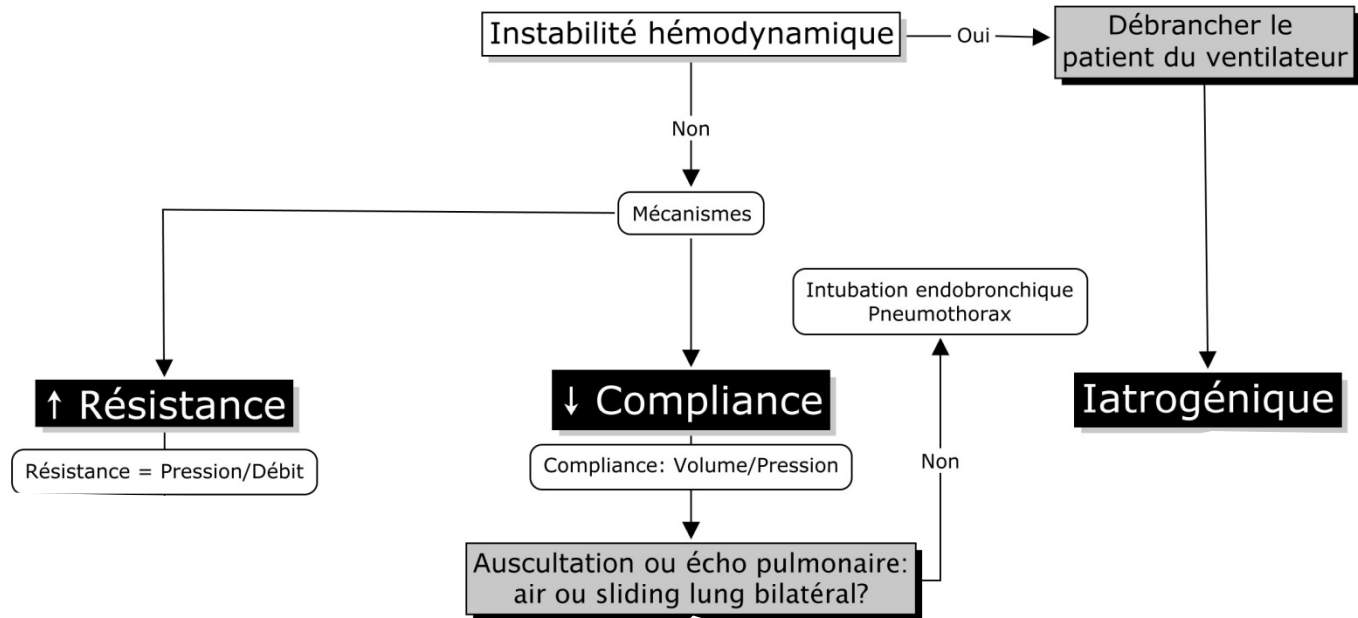 Instabilité hémodynamique
Oui
Débrancher le
patient du ventilateur
Non
Mécanismes
Intubation endobronchique
Pneumothorax
↑ Résistance
↓ Compliance
Iatrogénique
Résistance = Pression/Débit
Compliance: Volume/Pression
Non
Auscultation ou écho pulmonaire:
air ou sliding lung bilatéral?